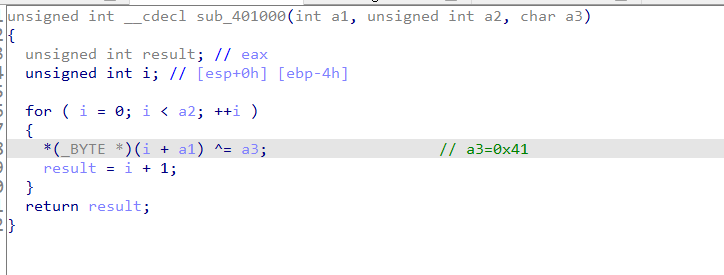 unsigned int __cdecl sub_401000(int a1, unsigned int a2, char a3)
{
  unsigned int result; // eax
  unsigned int i; // [esp+0h] [ebp-4h]

  for ( i = 0; i < a2; ++i )
  {
    *(_BYTE *)(i + a1) ^= a3;                   // a3=0x41
    result = i + 1;
  }
  return result;
}